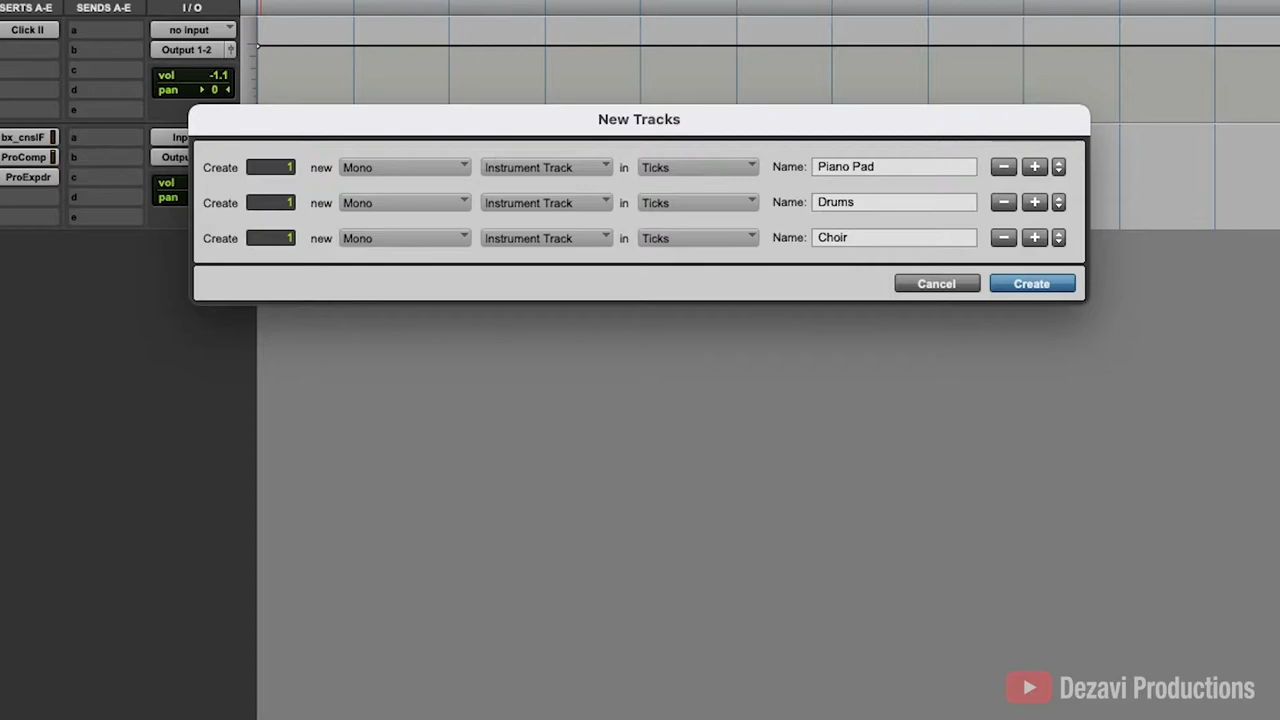 SERTS A-E SENDS A-E I / O
Click II a no input
b Output 1-2
c vol -1.1
d pan 0
e
New Tracks
bx_cnslF a Inp
ProComp b Outpu
ProExpdr c vol
d pan
e
Create 1 new Mono Instrument Track in Ticks Name: Piano Pad
Create 1 new Mono Instrument Track in Ticks Name: Drums
Create 1 new Mono Instrument Track in Ticks Name: Choir
Cancel Create
Dezavi Productions